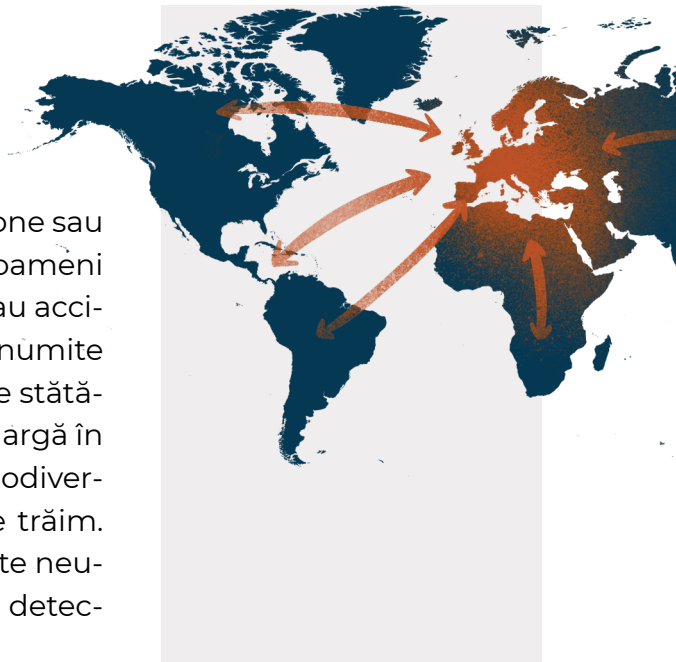 one sau
oameni
au acci-
numite
e stătă-
argă în
odiver-
e trăim.
te neu-
detec-